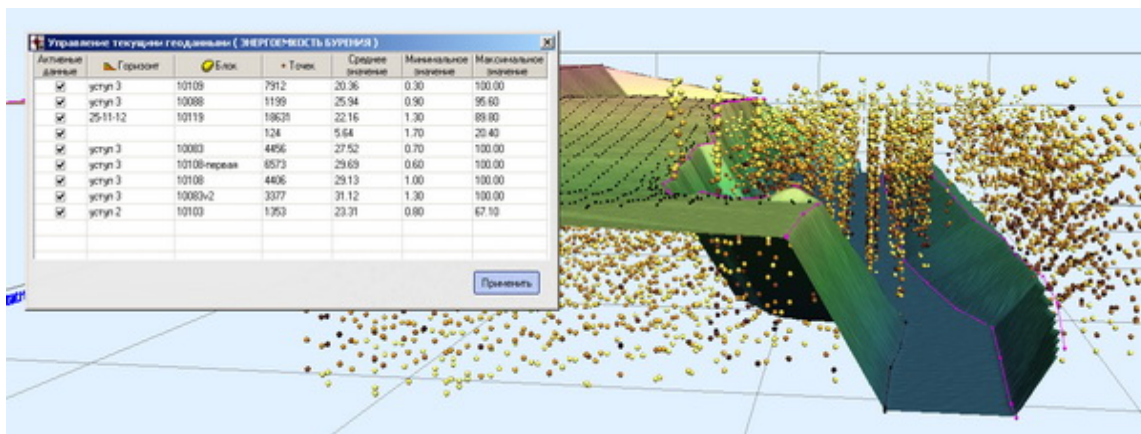 Управление текущими геоданными ( ЭНЕРГОЕМКОСТЬ БУРЕНИЯ )
Активные данные Горизонт Блок Точек Среднее значение Минимальное значение Максимальное значение
уступ 3 10109 7912 20.36 0.30 100.00
уступ 3 10088 1199 25.94 0.90 95.60
25-11-12 10119 18631 22.16 1.30 89.80
124 5.64 1.70 20.40
уступ 3 10083 4456 27.52 0.70 100.00
уступ 3 10108-первая 6573 29.69 0.60 100.00
уступ 3 10108 4406 29.13 1.00 100.00
уступ 3 10083v2 3377 31.12 1.30 100.00
уступ 2 10103 1353 23.31 0.80 67.10
Применить